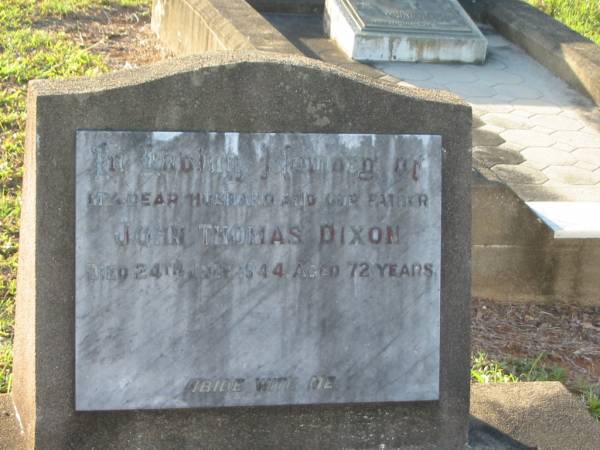 In Loving Memory of
MY DEAR HUSBAND AND OUR FATHER
JOHN THOMAS DIXON
DIED 24TH 1944 AGED 72 YEARS.
ABIDE WITH ME